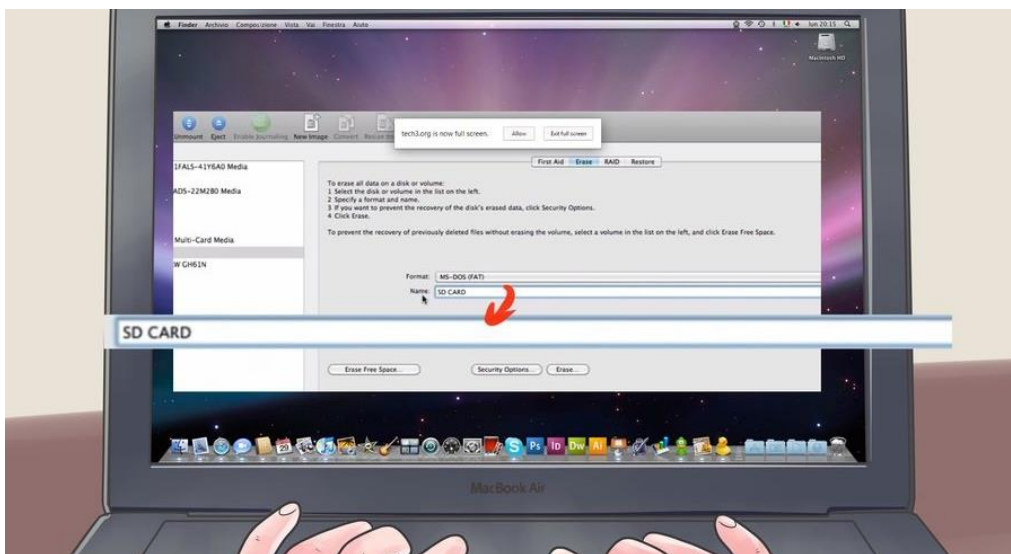 Finder Archivo Composizione Vista Vai Finestra Aiuto
lun 20:15
Macintosh HD
Unmount Eject Enable Journaling New Image Convert
tech3.org is now full screen. Allow Exit full screen
1FALS-41Y6A0 Media
ADS-22M2B0 Media
Multi-Card Media
W GH61N
First Aid Erase RAID Restore
To erase all data on a disk or volume:
1 Select the disk or volume in the list on the left.
2 Specify a format and name.
3 If you want to prevent the recovery of the disk's erased data, click Security Options.
4 Click Erase.
To prevent the recovery of previously deleted files without erasing the volume, select a volume in the list on the left, and click Erase Free Space.
Format: MS-DOS (FAT)
Name: SD CARD
SD CARD
Erase Free Space... Security Options... Erase...
Ps Id Dw Ai
MacBook Air